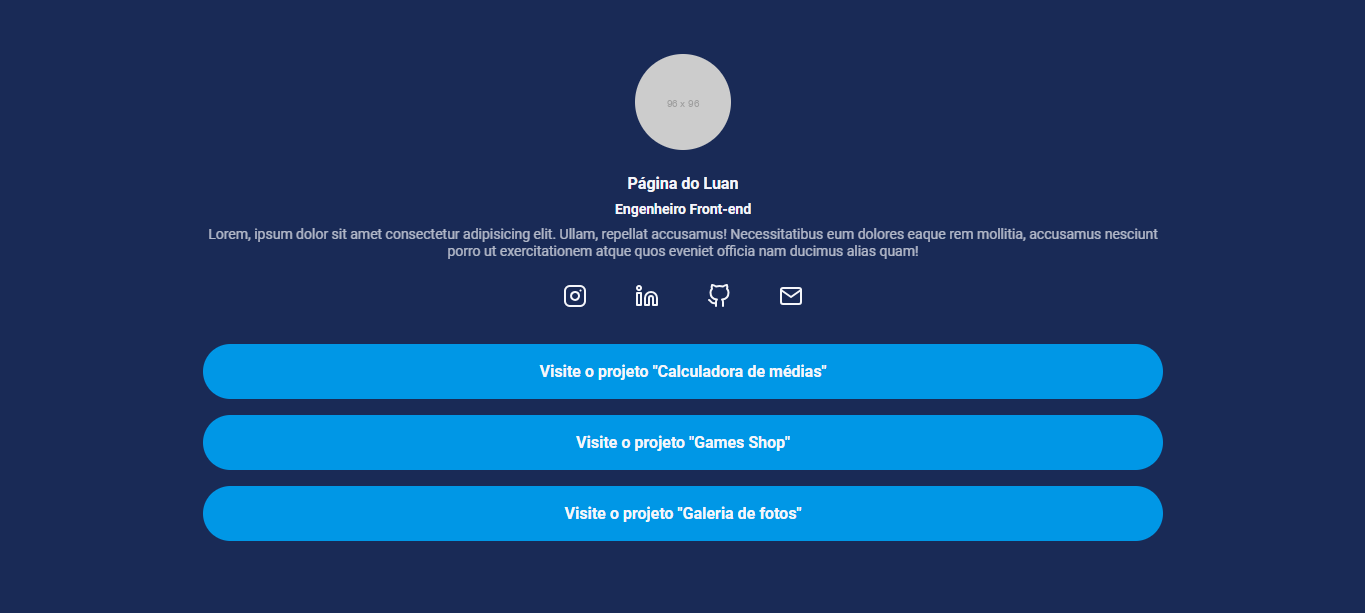 96 x 96
Página do Luan
Engenheiro Front-end
Lorem, ipsum dolor sit amet consectetur adipisicing elit. Ullam, repellat accusamus! Necessitatibus eum dolores eaque rem mollitia, accusamus nesciunt
porro ut exercitationem atque quos eveniet officia nam ducimus alias quam!
Visite o projeto "Calculadora de médias"
Visite o projeto "Games Shop"
Visite o projeto "Galeria de fotos"